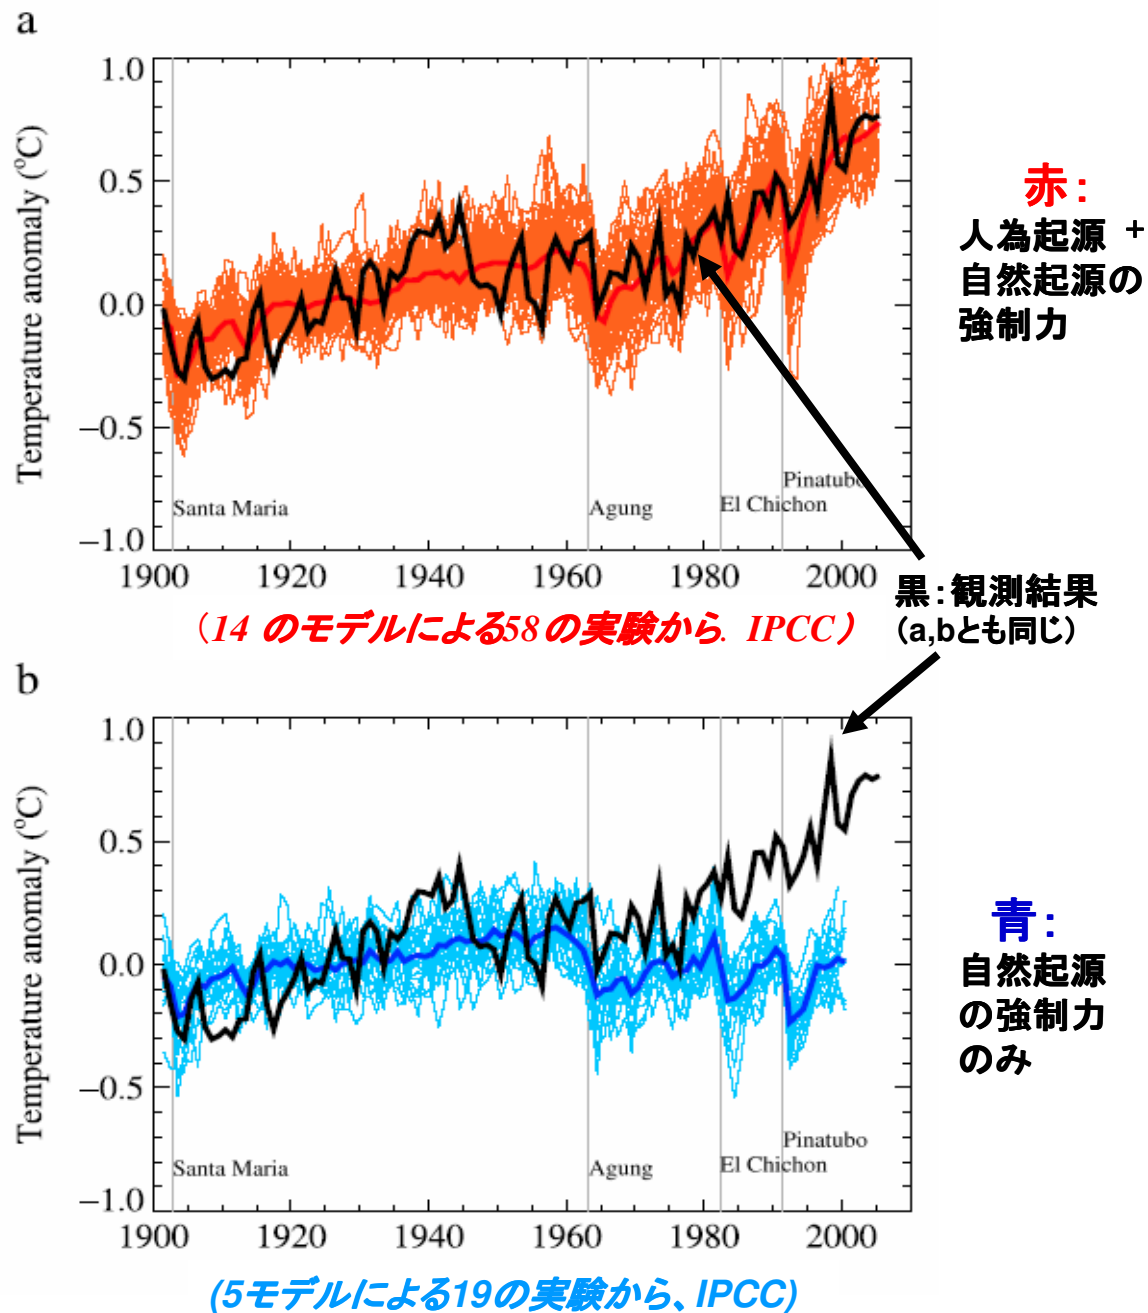 a
Temperature anomaly (°C)
1.0
0.5
0.0
−0.5
−1.0
Santa Maria
Agung
El Chichon
Pinatubo
1900 1920 1940 1960 1980 2000
赤：
人為起源 +
自然起源の
強制力
（14 のモデルによる58の実験から. IPCC）
黒：観測結果
（a,bとも同じ）
b
Temperature anomaly (°C)
1.0
0.5
0.0
−0.5
−1.0
Santa Maria
Agung
El Chichon
Pinatubo
1900 1920 1940 1960 1980 2000
青：
自然起源
の強制力
のみ
(5モデルによる19の実験から、IPCC)